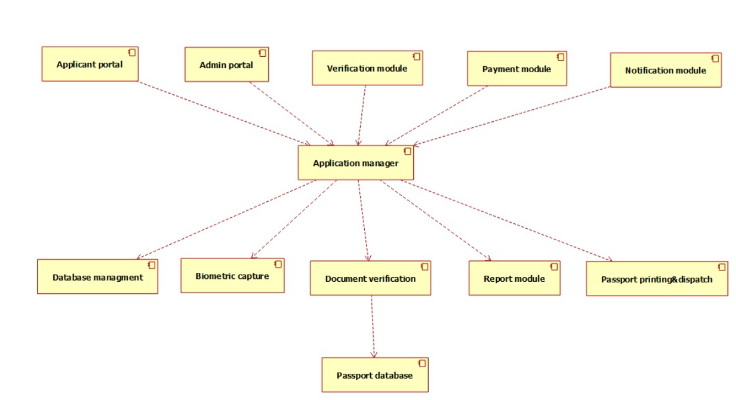 Applicant portal
Admin portal
Verification module
Payment module
Notification module
Application manager
Database managment
Biometric capture
Document verification
Report module
Passport printing&dispatch
Passport database